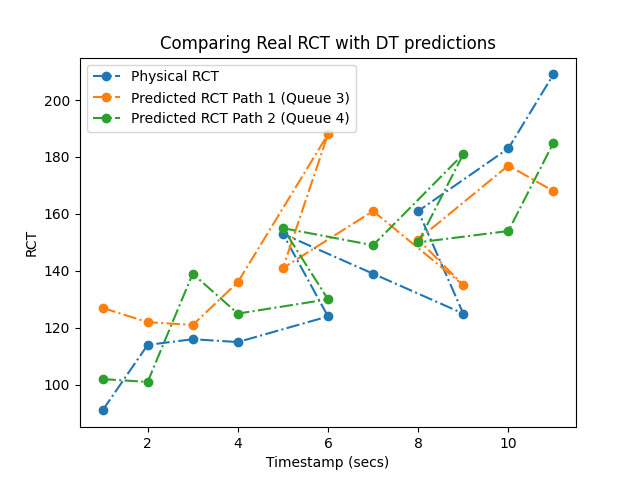 Comparing Real RCT with DT predictions
Physical RCT
Predicted RCT Path 1 (Queue 3)
Predicted RCT Path 2 (Queue 4)
200
180
160
140
120
100
RCT
2 4 6 8 10
Timestamp (secs)